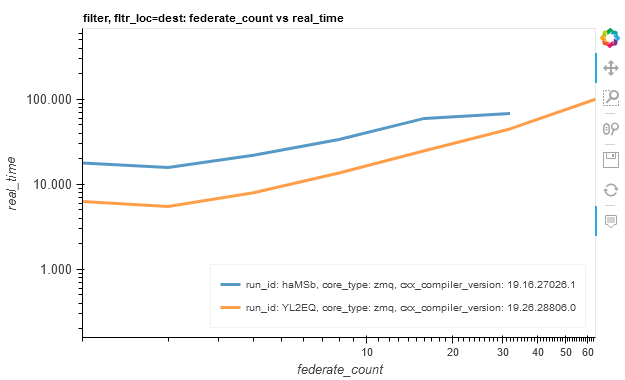 filter, fltr_loc=dest: federate_count vs real_time
100.000
10.000
1.000
real_time
run_id: haMSb, core_type: zmq, cxx_compiler_version: 19.16.27026.1
run_id: YL2EQ, core_type: zmq, cxx_compiler_version: 19.26.28806.0
10 20 30 40 50 60
federate_count